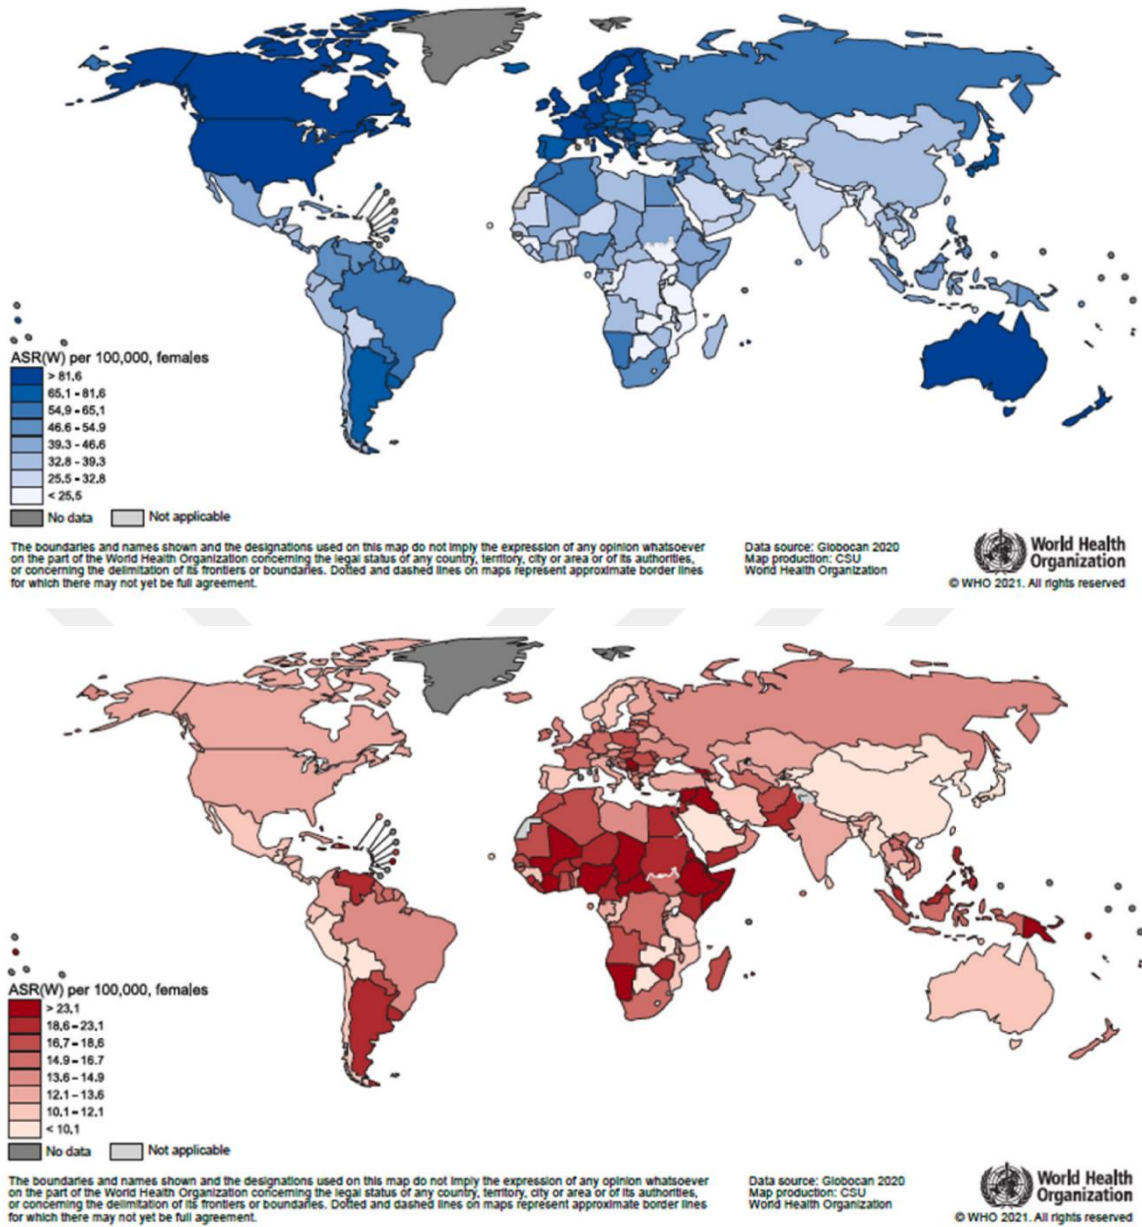 ASR(W) per 100,000, females
> 81.6
65.1 - 81.6
54.9 - 65.1
46.6 - 54.9
39.3 - 46.6
32.8 - 39.3
25.5 - 32.8
< 25.5
No data Not applicable
The boundaries and names shown and the designations used on this map do not imply the expression of any opinion whatsoever
on the part of the World Health Organization concerning the legal status of any country, territory, city or area or of its authorities,
or concerning the delimitation of its frontiers or boundaries. Dotted and dashed lines on maps represent approximate border lines
for which there may not yet be full agreement.
Data source: Globocan 2020
Map production: CSU
World Health Organization
World Health
Organization
© WHO 2021. All rights reserved
ASR(W) per 100,000, females
> 23.1
18.6 - 23.1
16.7 - 18.6
14.9 - 16.7
13.6 - 14.9
12.1 - 13.6
10.1 - 12.1
< 10.1
No data Not applicable
The boundaries and names shown and the designations used on this map do not imply the expression of any opinion whatsoever
on the part of the World Health Organization concerning the legal status of any country, territory, city or area or of its authorities,
or concerning the delimitation of its frontiers or boundaries. Dotted and dashed lines on maps represent approximate border lines
for which there may not yet be full agreement.
Data source: Globocan 2020
Map production: CSU
World Health Organization
World Health
Organization
© WHO 2021. All rights reserved